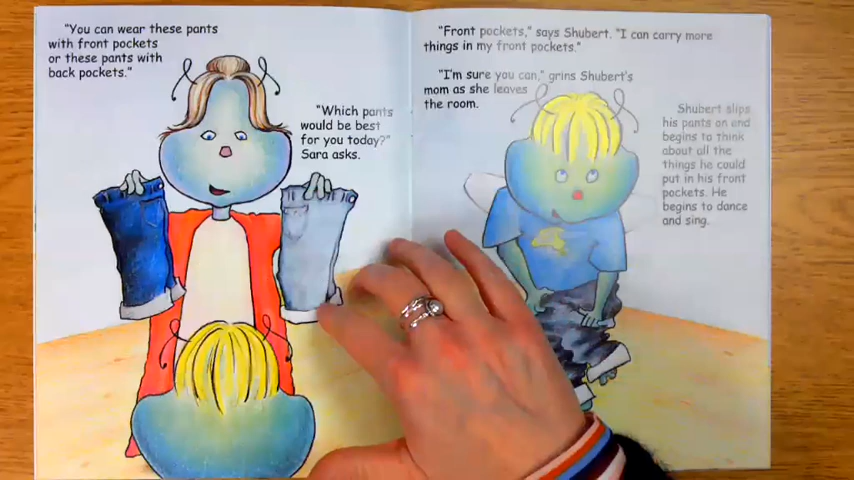 "You can wear these pants
with front pockets
or these pants with
back pockets."
"Which pants
would be best
for you today?"
Sara asks.
"Front pockets," says Shubert. "I can carry more
things in my front pockets."
"I'm sure you can," grins Shubert's
mom as she leaves
the room.
Shubert slips
his pants on and
begins to think
about all the
things he could
put in his front
pockets. He
begins to dance
and sing.